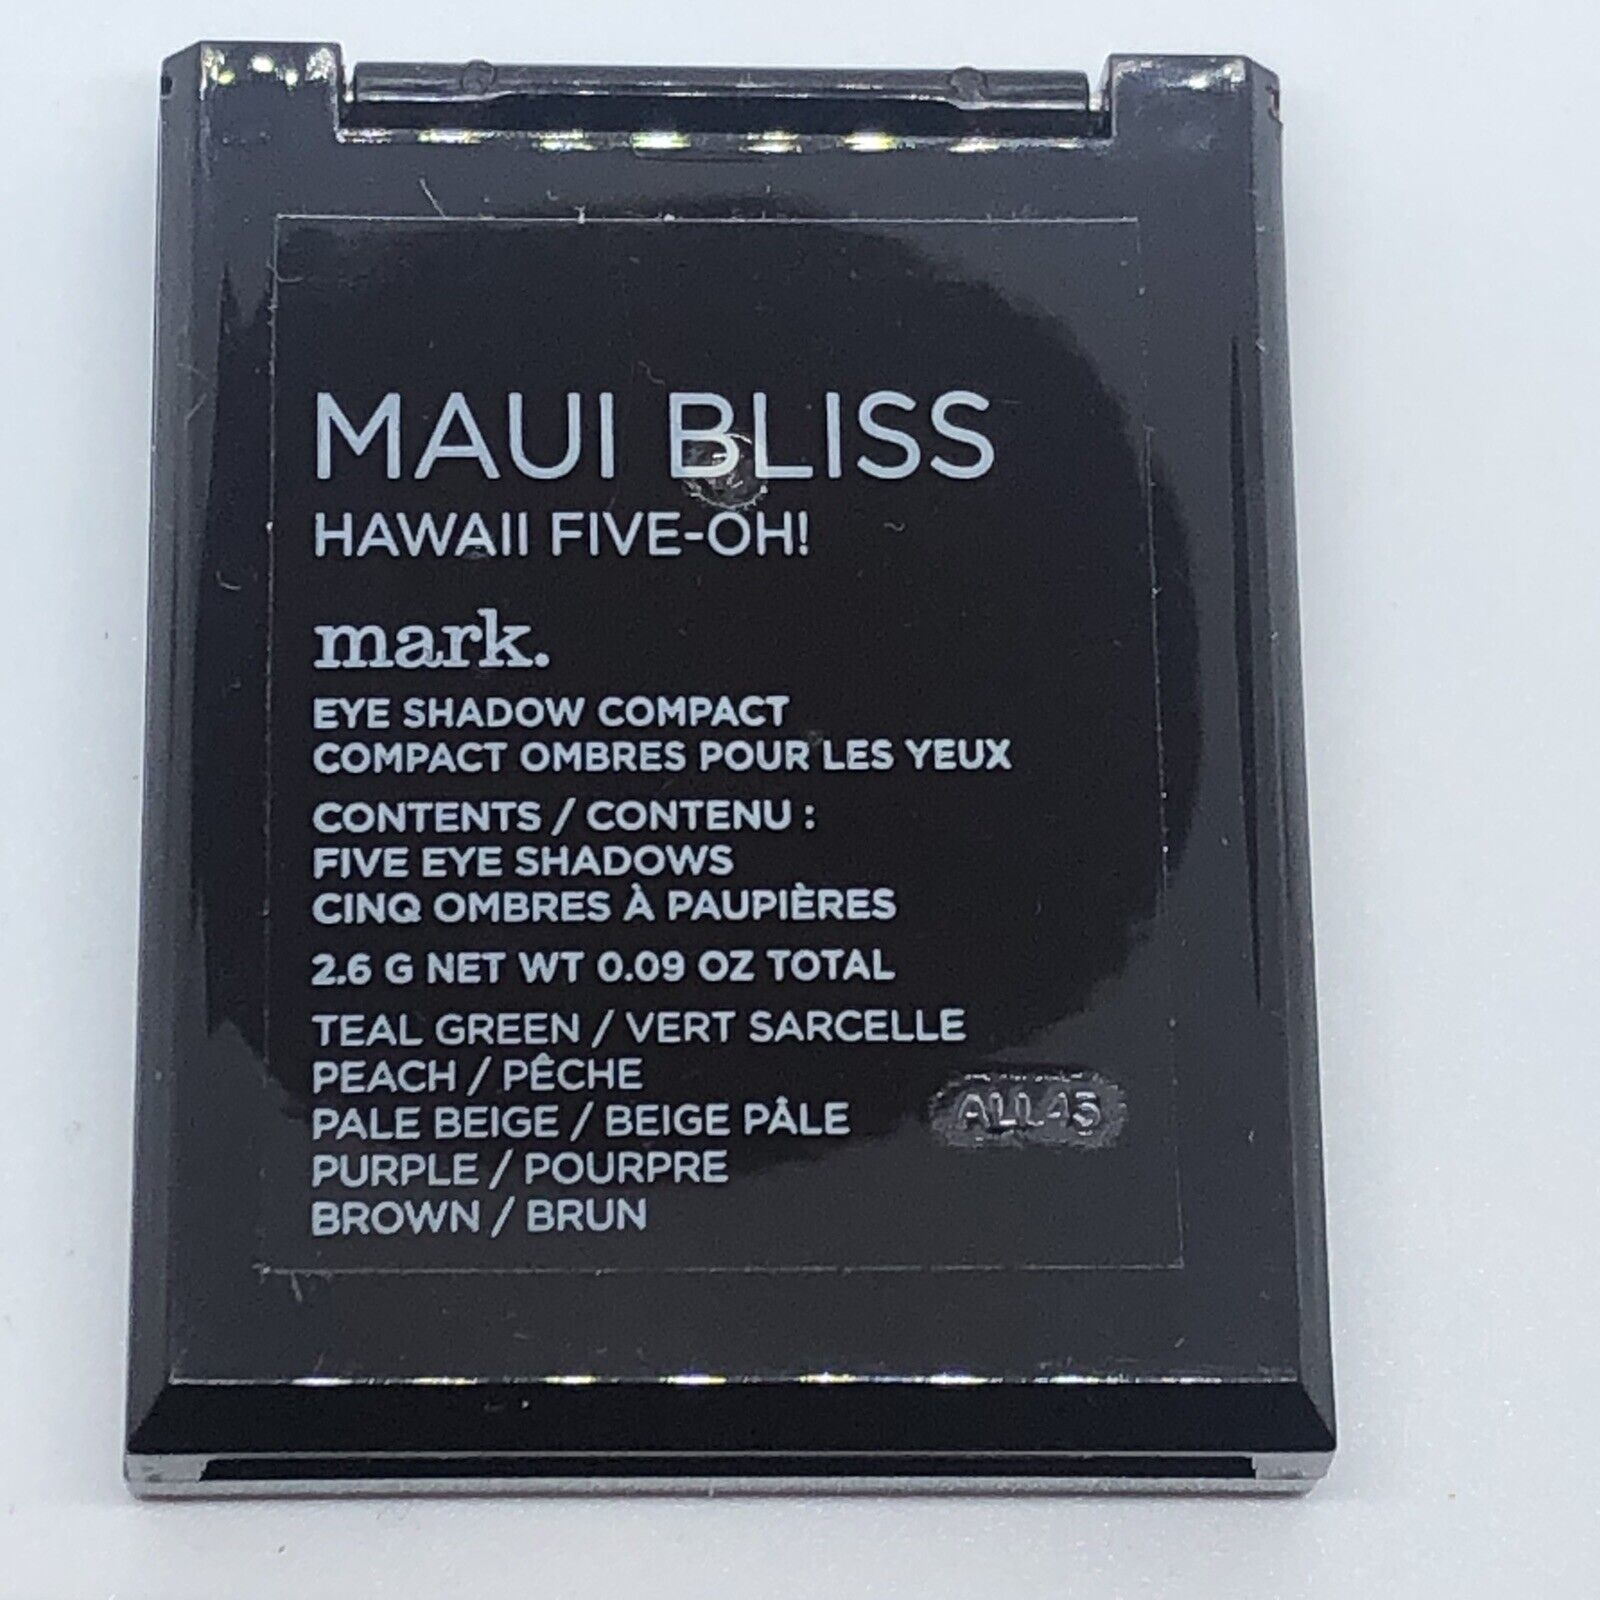 MAUI BLISS
HAWAII FIVE-OH!
mark.
EYE SHADOW COMPACT
COMPACT OMBRES POUR LES YEUX
CONTENTS / CONTENU :
FIVE EYE SHADOWS
CINQ OMBRES À PAUPIÈRES
2.6 G NET WT 0.09 OZ TOTAL
TEAL GREEN / VERT SARCELLE
PEACH / PÊCHE
PALE BEIGE / BEIGE PÂLE
PURPLE / POURPRE
BROWN / BRUN